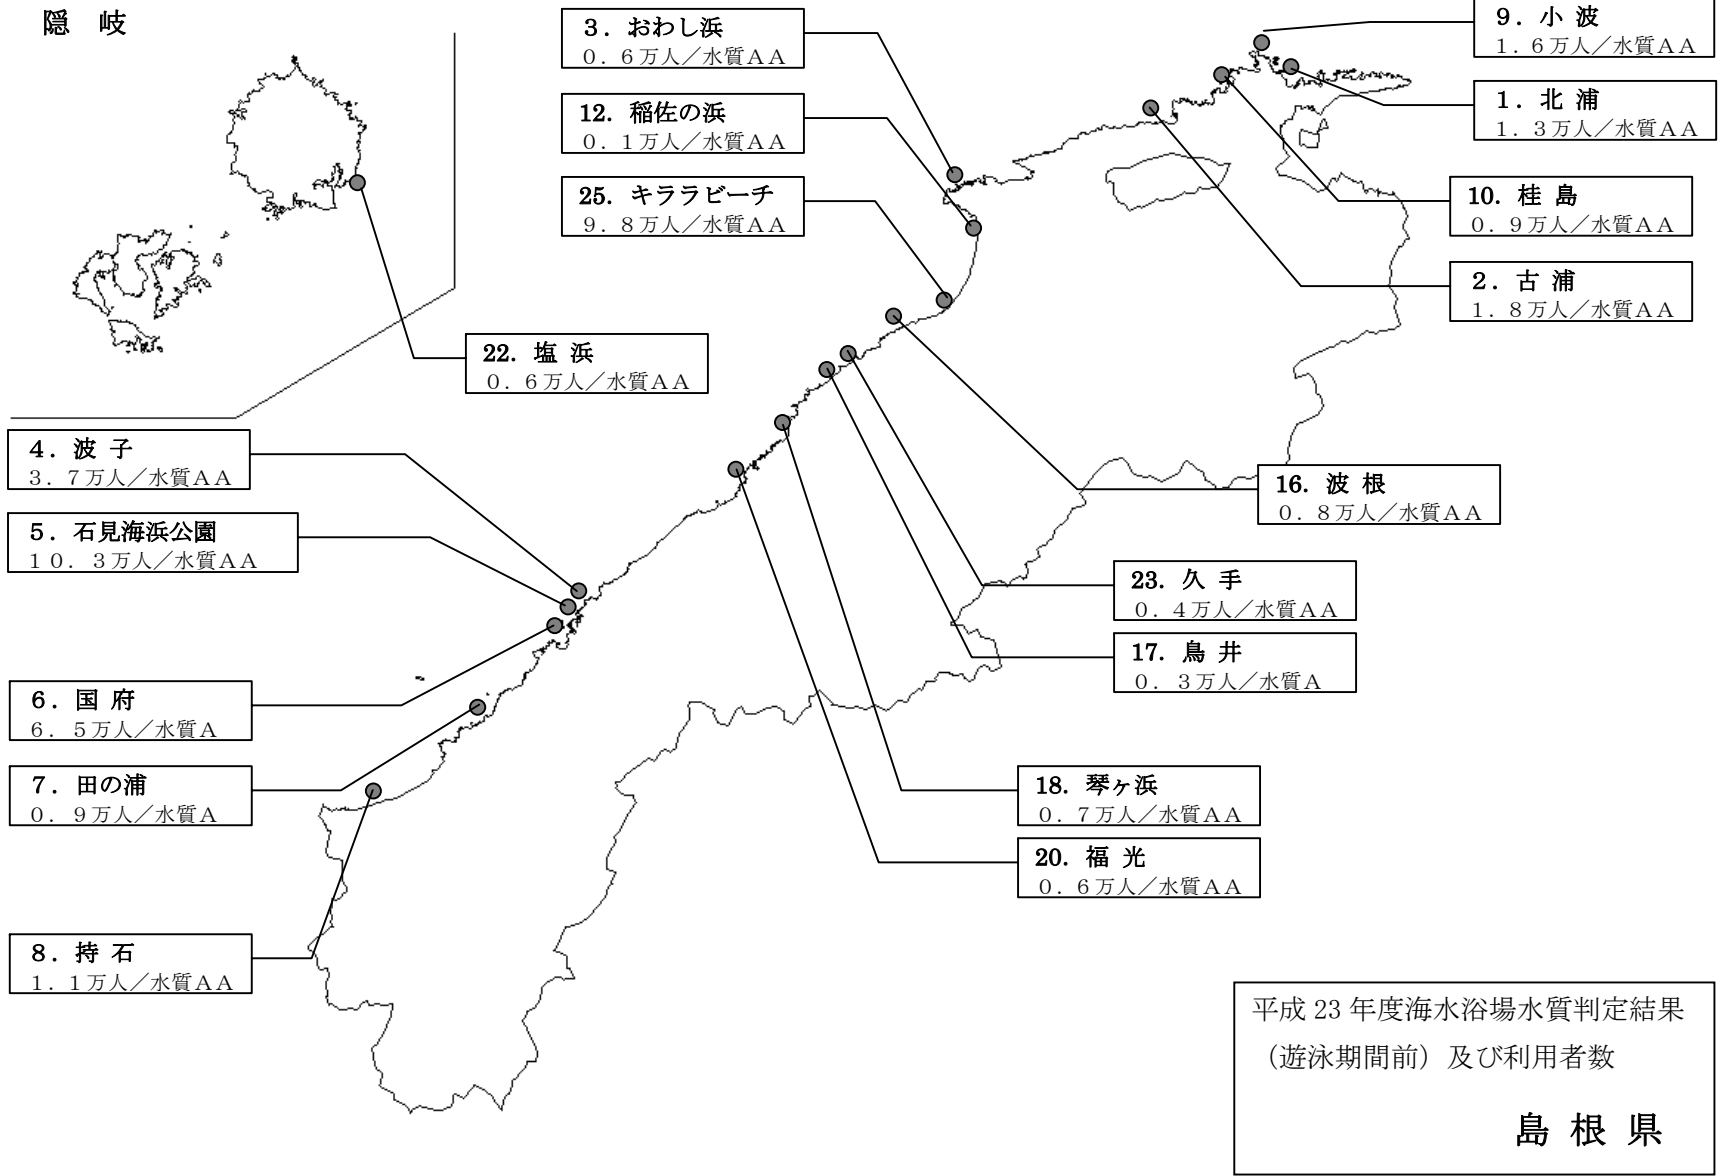 隠 岐
3．おわし浜
0．6万人／水質AA
12．稲佐の浜
0．1万人／水質AA
25．キララビーチ
9．8万人／水質AA
9．小 波
1．6万人／水質AA
1．北 浦
1．3万人／水質AA
10．桂 島
0．9万人／水質AA
2．古 浦
1．8万人／水質AA
22．塩 浜
0．6万人／水質AA
4．波 子
3．7万人／水質AA
5．石見海浜公園
10．3万人／水質AA
6．国 府
6．5万人／水質A
7．田の浦
0．9万人／水質A
8．持 石
1．1万人／水質AA
16．波 根
0．8万人／水質AA
23．久 手
0．4万人／水質AA
17．鳥 井
0．3万人／水質A
18．琴ヶ浜
0．7万人／水質AA
20．福 光
0．6万人／水質AA
平成 23 年度海水浴場水質判定結果
（遊泳期間前）及び利用者数
島 根 県